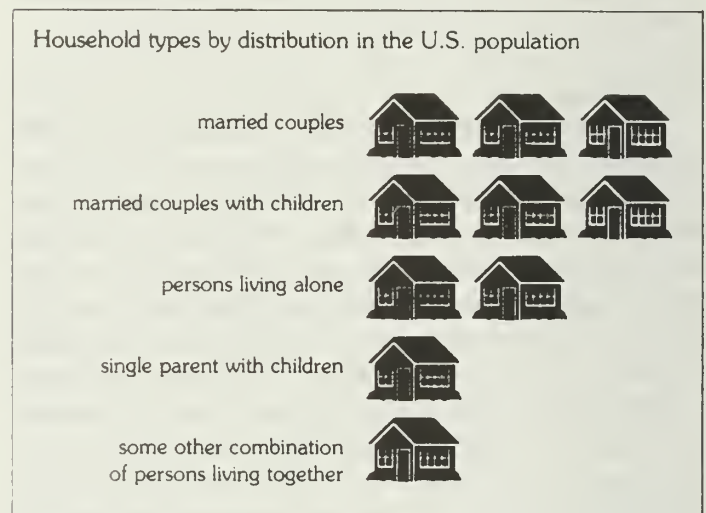 Household types by distribution in the U.S. population
married couples
married couples with children
persons living alone
single parent with children
some other combination
of persons living together